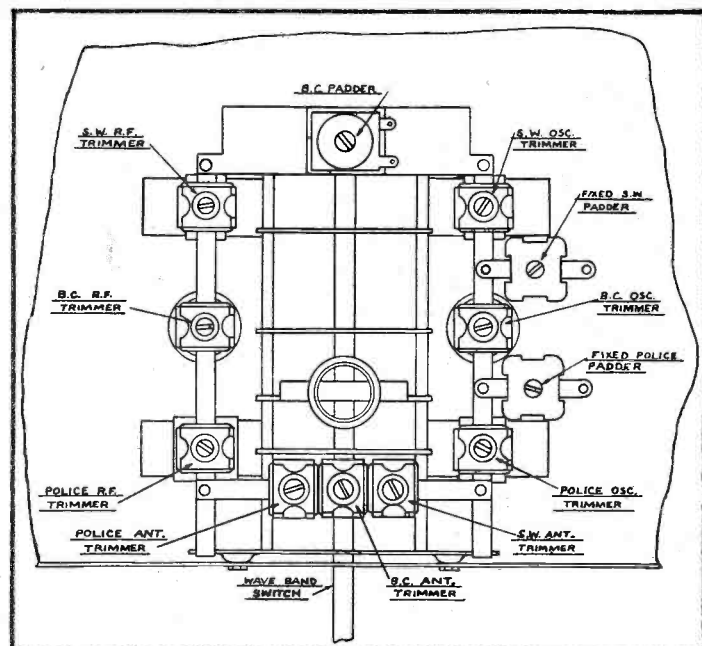 B.C. PADDER
S.W. R.F.
TRIMMER
S.W. OSC.
TRIMMER
FIXED S.W.
PADDER
B.C. R.F.
TRIMMER
B.C. OSC.
TRIMMER
FIXED POLICE
PADDER
POLICE R.F.
TRIMMER
POLICE OSC.
TRIMMER
POLICE ANT.
TRIMMER
S.W. ANT.
TRIMMER
WAVE BAND
SWITCH
B.C. ANT.
TRIMMER